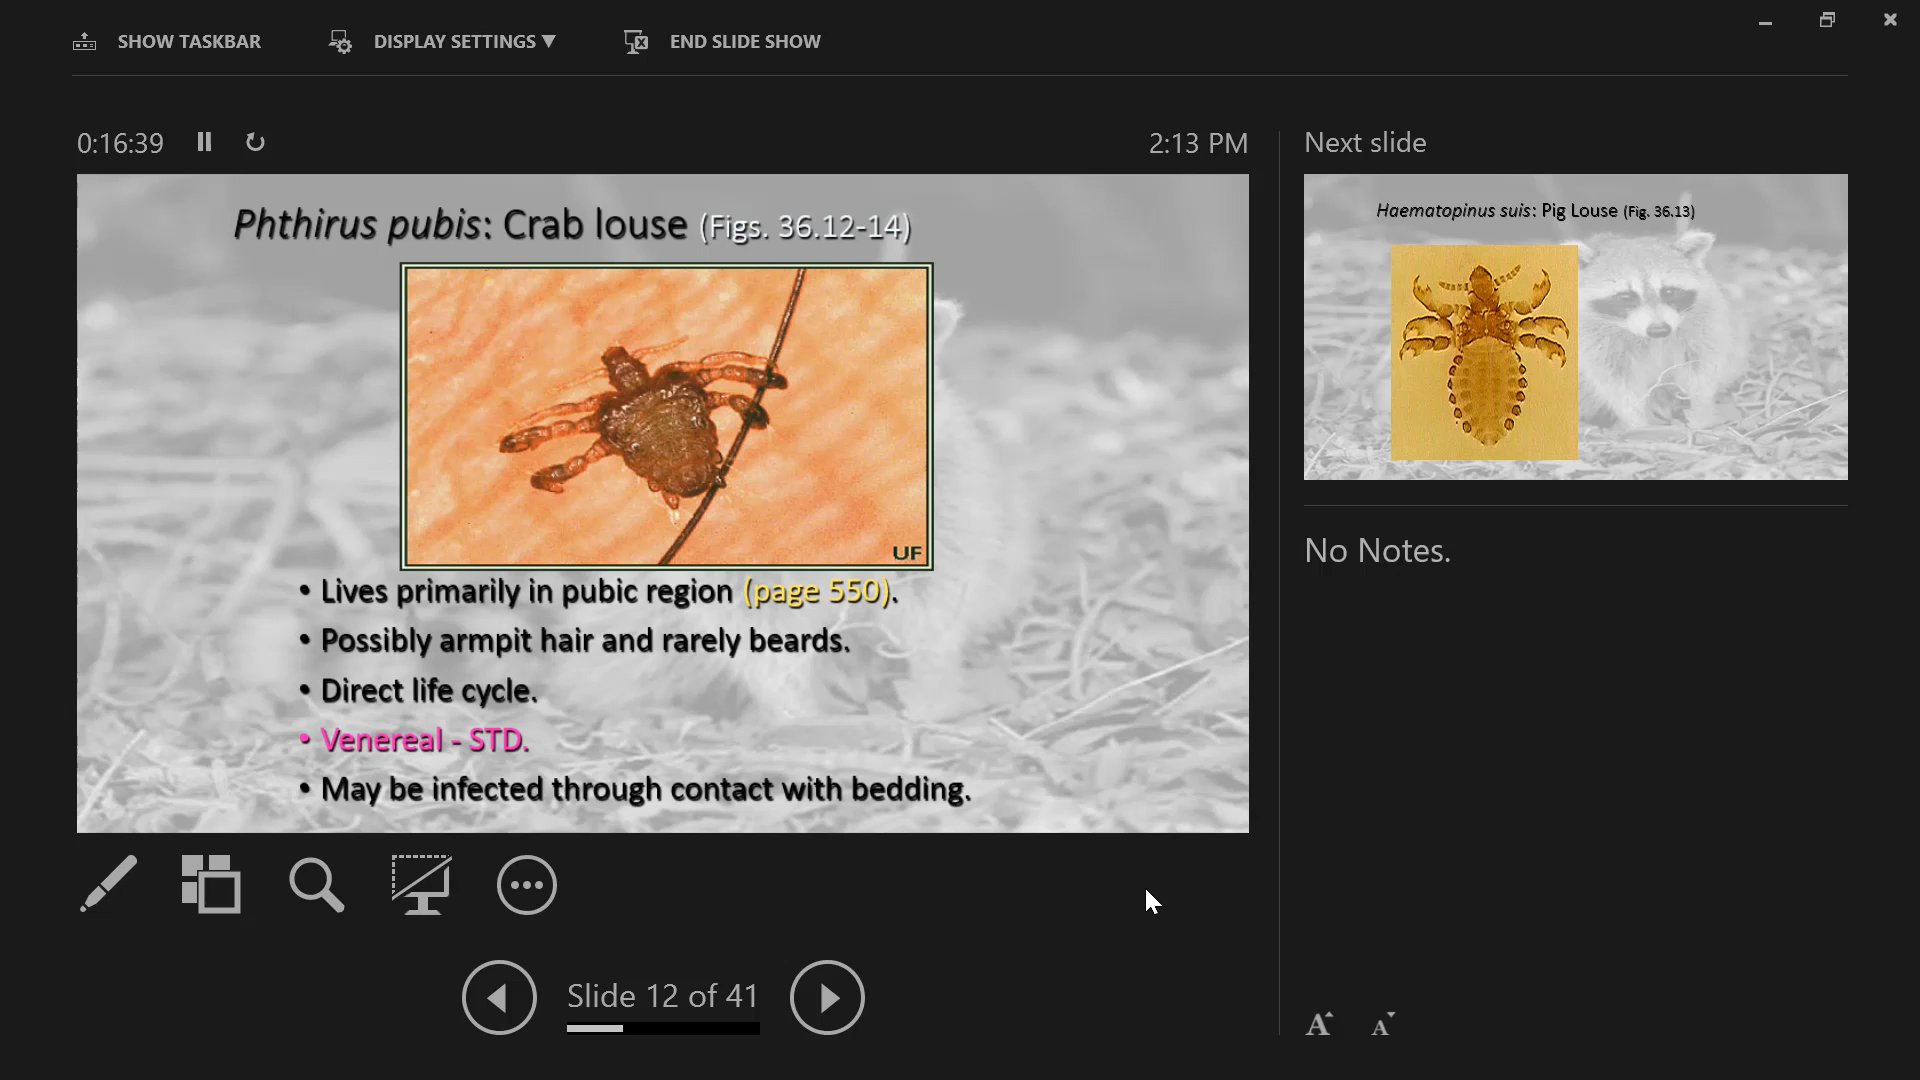 SHOW TASKBAR
DISPLAY SETTINGS ▼
END SLIDE SHOW
0:16:39
2:13 PM
Phthirus pubis: Crab louse (Figs. 36.12-14)
UF
• Lives primarily in pubic region (page 550).
• Possibly armpit hair and rarely beards.
• Direct life cycle.
• Venereal - STD.
• May be infected through contact with bedding.
Slide 12 of 41
Next slide
Haematopinus suis: Pig Louse (Fig. 36.13)
No Notes.
A A